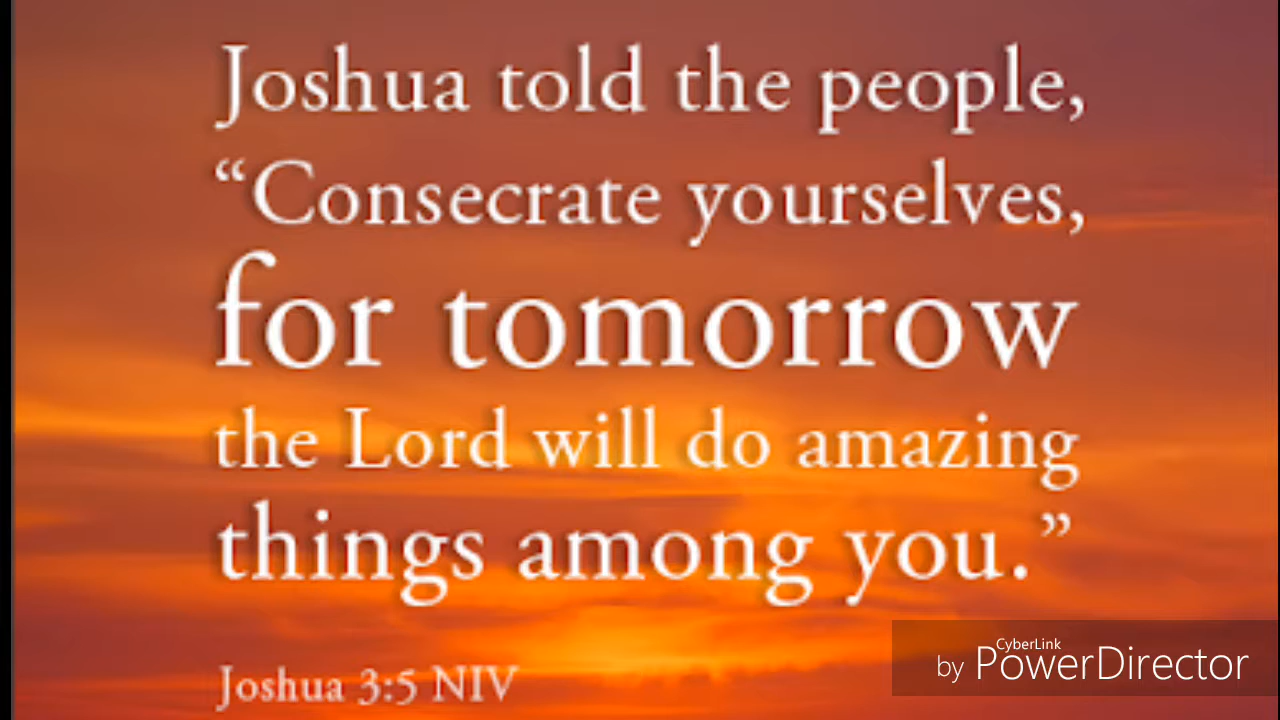 Joshua told the people,
“Consecrate yourselves,
for tomorrow
the Lord will do amazing
things among you.”
Joshua 3:5 NIV
CyberLink
by PowerDirector